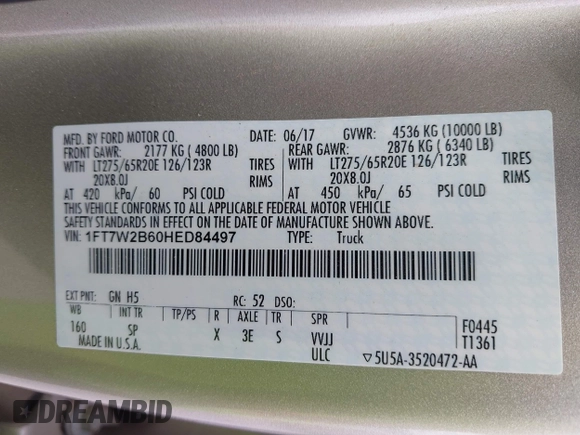 MFD. BY FORD MOTOR CO. DATE: 06/17 GVWR: 4536 KG (10000 LB)
FRONT GAWR: 2177 KG ( 4800 LB) REAR GAWR: 2876 KG ( 6340 LB)
WITH LT275/65R20E 126/123R TIRES WITH LT275/65R20E 126/123R TIRES
20X8.0J RIMS 20X8.0J RIMS
AT 420 kPa/ 60 PSI COLD AT 450 kPa/ 65 PSI COLD
THIS VEHICLE CONFORMS TO ALL APPLICABLE FEDERAL MOTOR VEHICLE
SAFETY STANDARDS IN EFFECT ON THE DATE OF MANUFACTURE SHOWN ABOVE.
VIN: 1FT7W2B60HED84497 TYPE: Truck
EXT PNT: GN H5 RC: 52 DSO:
WB INT TR TP/PS R AXLE TR SPR F0445
160 SP X 3E S VVJJ T1361
MADE IN U.S.A. ULC ▽5U5A-3520472-AA
DREAMBID